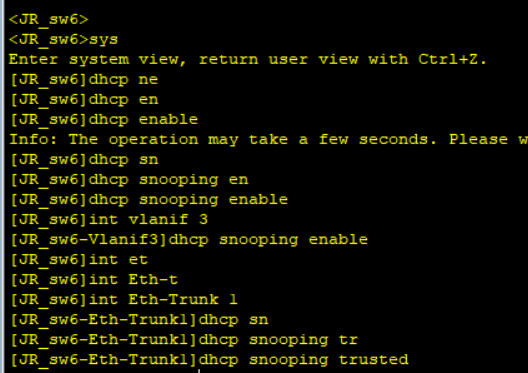 <JR_sw6>
<JR_sw6>sys
Enter system view, return user view with Ctrl+Z.
[JR_sw6]dhcp ne
[JR_sw6]dhcp en
[JR_sw6]dhcp enable
Info: The operation may take a few seconds. Please w
[JR_sw6]dhcp sn
[JR_sw6]dhcp snooping en
[JR_sw6]dhcp snooping enable
[JR_sw6]int vlanif 3
[JR_sw6-Vlanif3]dhcp snooping enable
[JR_sw6]int et
[JR_sw6]int Eth-t
[JR_sw6]int Eth-Trunk 1
[JR_sw6-Eth-Trunk1]dhcp sn
[JR_sw6-Eth-Trunk1]dhcp snooping tr
[JR_sw6-Eth-Trunk1]dhcp snooping trusted